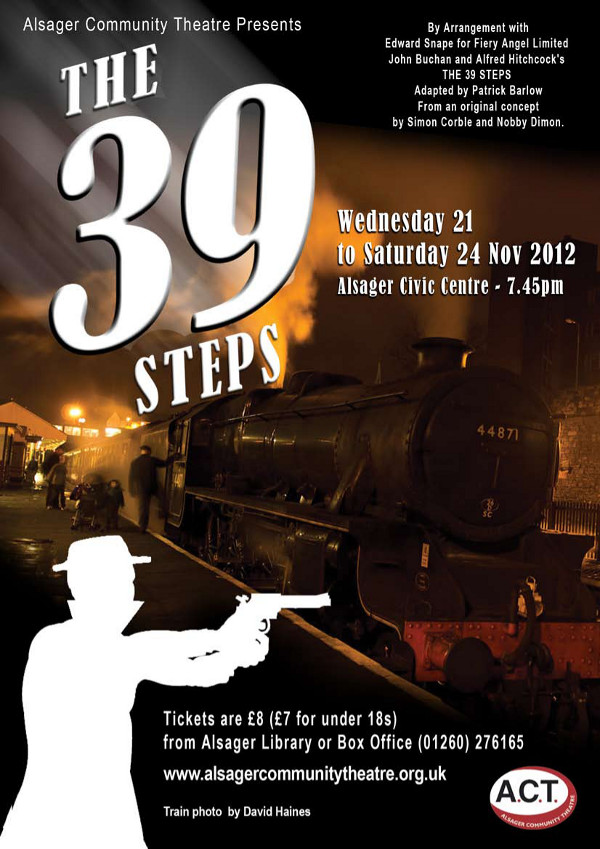 Alsager Community Theatre Presents
By Arrangement with
Edward Snape for Fiery Angel Limited
John Buchan and Alfred Hitchcock's
THE 39 STEPS
Adapted by Patrick Barlow
From an original concept
by Simon Corble and Nobby Dimon.
THE
39
STEPS
Wednesday 21
to Saturday 24 Nov 2012
Alsager Civic Centre - 7.45pm
44871
Tickets are £8 (£7 for under 18s)
from Alsager Library or Box Office (01260) 276165
www.alsagercommunitytheatre.org.uk
Train photo by David Haines
A.C.T.
ALSAGER COMMUNITY THEATRE